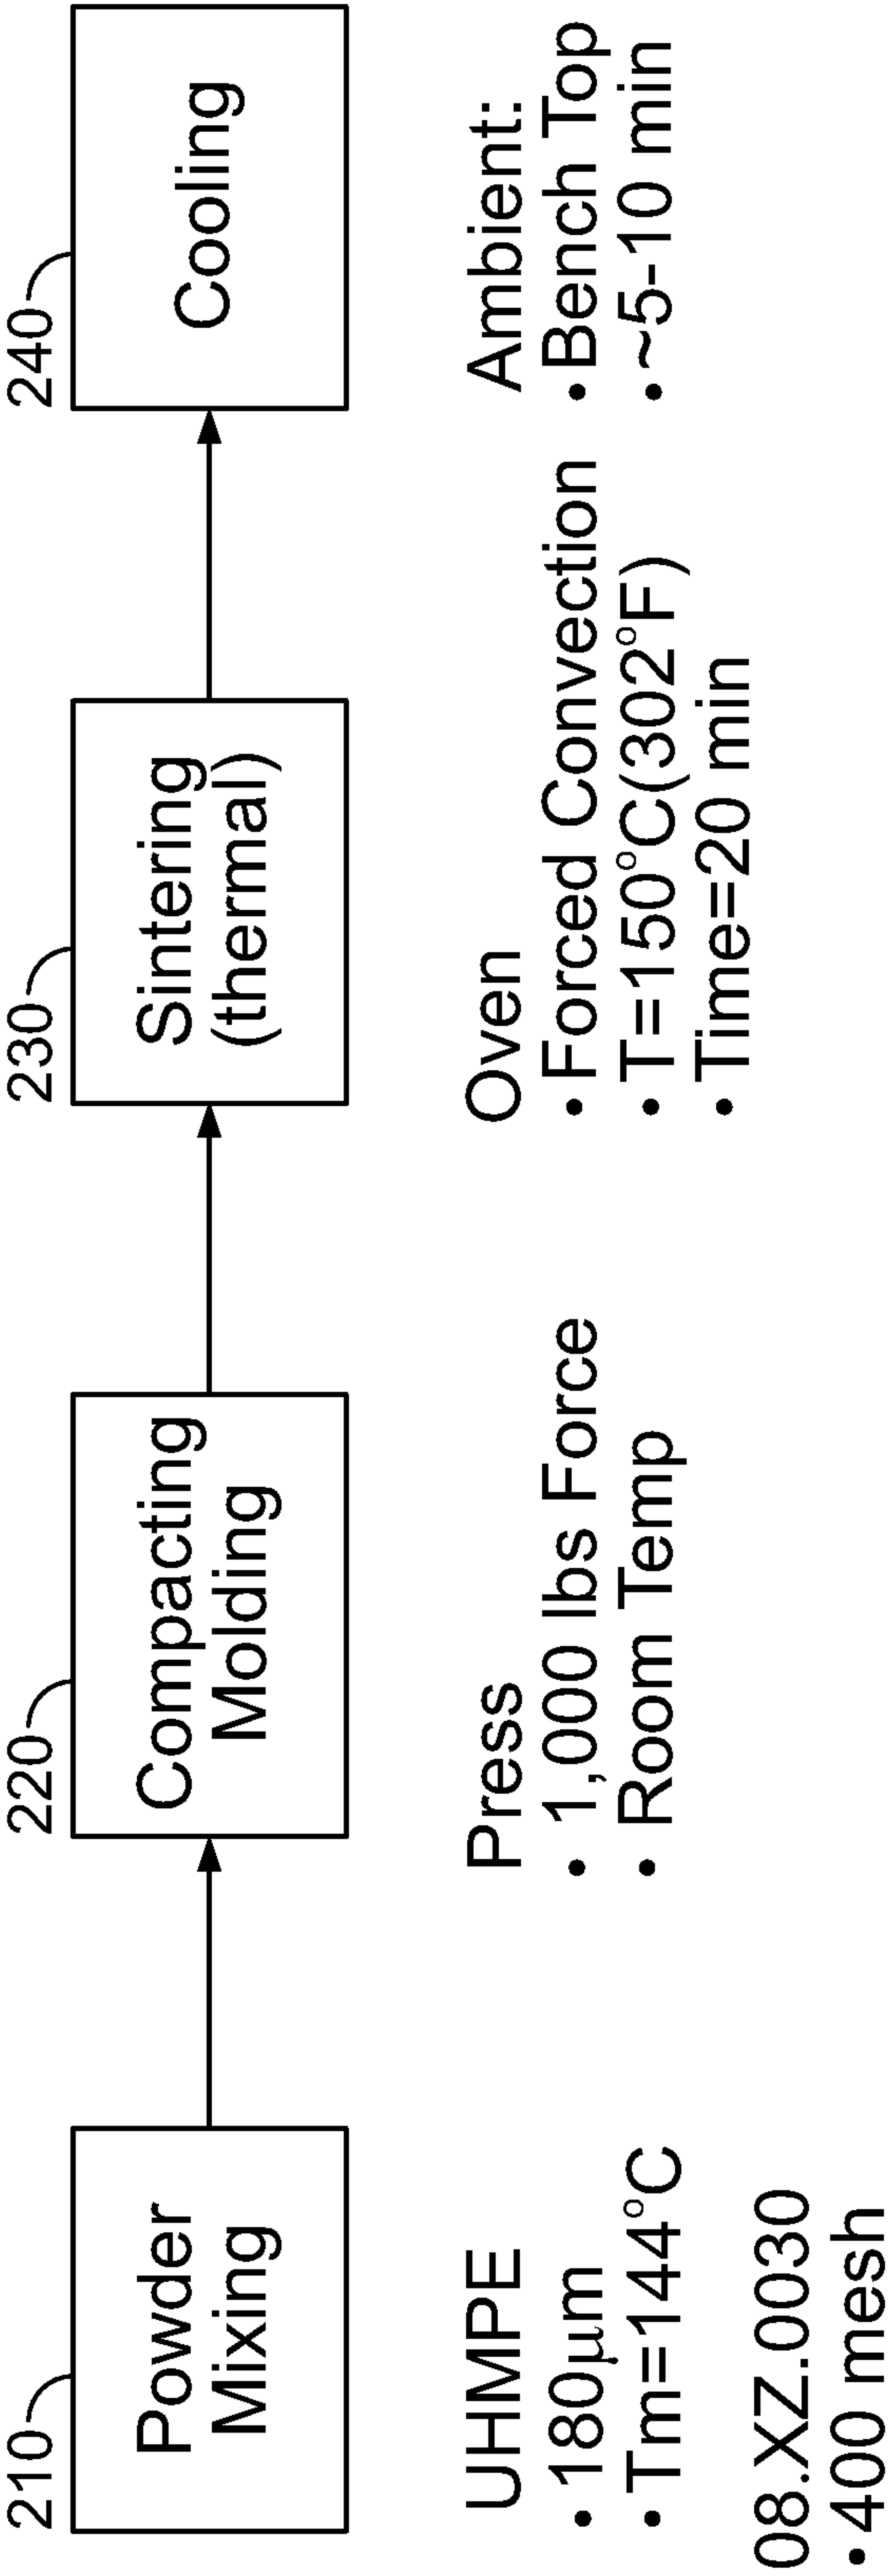 210
Powder
Mixing
UHMPE
• 180μm
• Tm=144°C
08.XZ.0030
• 400 mesh
220
Compacting
Molding
Press
• 1,000 lbs Force
• Room Temp
230
Sintering
(thermal)
Oven
• Forced Convection
• T=150°C(302°F)
• Time=20 min
240
Cooling
Ambient:
• Bench Top
• ~5-10 min